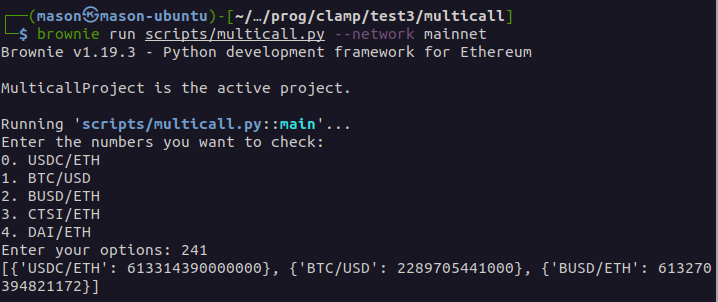 (mason㉿mason-ubuntu)-[~/…/prog/clamp/test3/multicall]
$ brownie run scripts/multicall.py --network mainnet
Brownie v1.19.3 - Python development framework for Ethereum
MulticallProject is the active project.
Running 'scripts/multicall.py::main'...
Enter the numbers you want to check:
0. USDC/ETH
1. BTC/USD
2. BUSD/ETH
3. CTSI/ETH
4. DAI/ETH
Enter your options: 241
[{'USDC/ETH': 613314390000000}, {'BTC/USD': 2289705441000}, {'BUSD/ETH': 613270
394821172}]